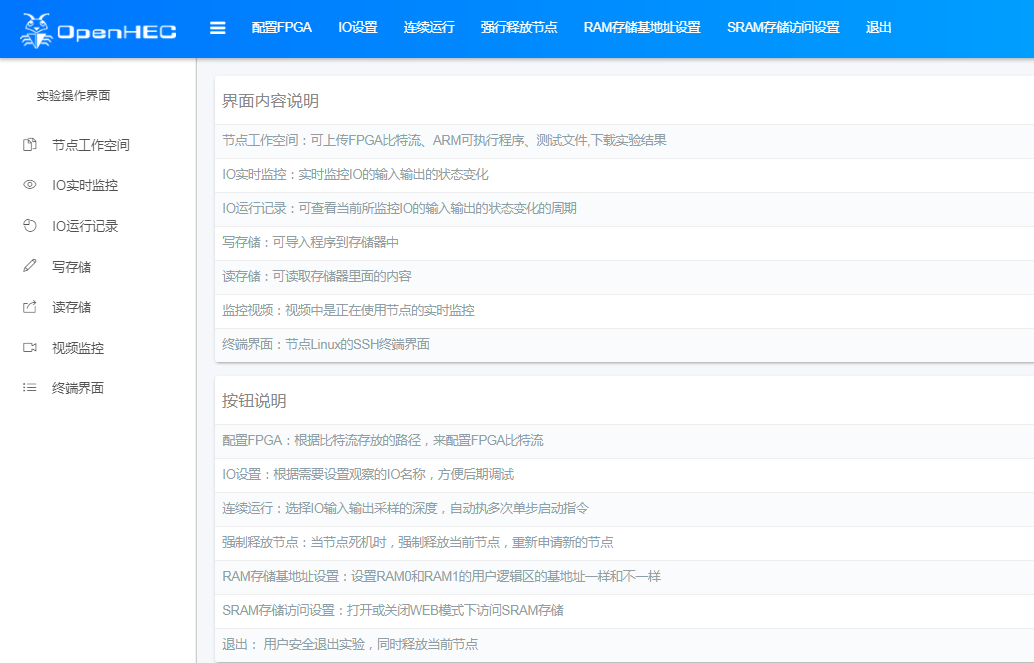 OpenHEC
配置FPGA
IO设置
连续运行
强行释放节点
RAM存储基地址设置
SRAM存储访问设置
退出
实验操作界面
节点工作空间
IO实时监控
IO运行记录
写存储
读存储
视频监控
终端界面
界面内容说明
节点工作空间：可上传FPGA比特流、ARM可执行程序、测试文件,下载实验结果
IO实时监控：实时监控IO的输入输出的状态变化
IO运行记录：可查看当前所监控IO的输入输出的状态变化的周期
写存储：可导入程序到存储器中
读存储：可读取存储器里面的内容
监控视频：视频中是正在使用节点的实时监控
终端界面：节点Linux的SSH终端界面
按钮说明
配置FPGA：根据比特流存放的路径，来配置FPGA比特流
IO设置：根据需要设置观察的IO名称，方便后期调试
连续运行：选择IO输入输出采样的深度，自动执多次单步启动指令
强制释放节点：当节点死机时，强制释放当前节点，重新申请新的节点
RAM存储基地址设置：设置RAM0和RAM1的用户逻辑区的基地址一样和不一样
SRAM存储访问设置：打开或关闭WEB模式下访问SRAM存储
退出： 用户安全退出实验，同时释放当前节点